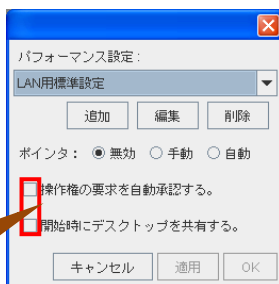 パフォーマンス設定：
LAN用標準設定
追加 編集 削除
ポインタ： 無効 手動 自動
操作権の要求を自動承認する。
開始時にデスクトップを共有する。
キャンセル 適用 OK